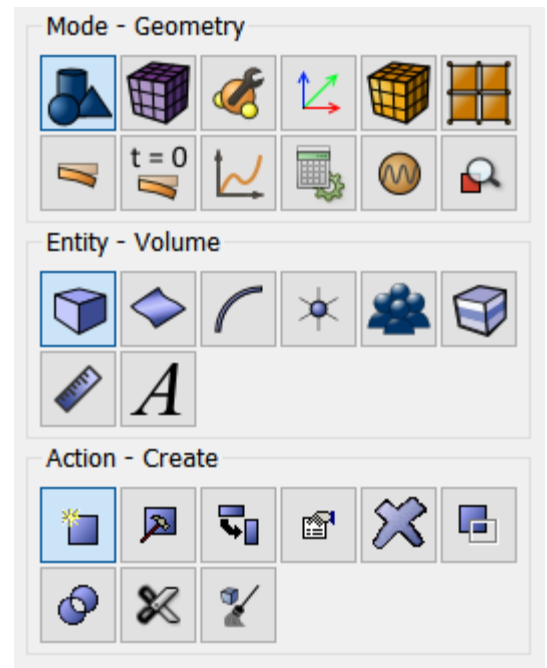 Mode - Geometry
t = 0
Entity - Volume
A
Action - Create